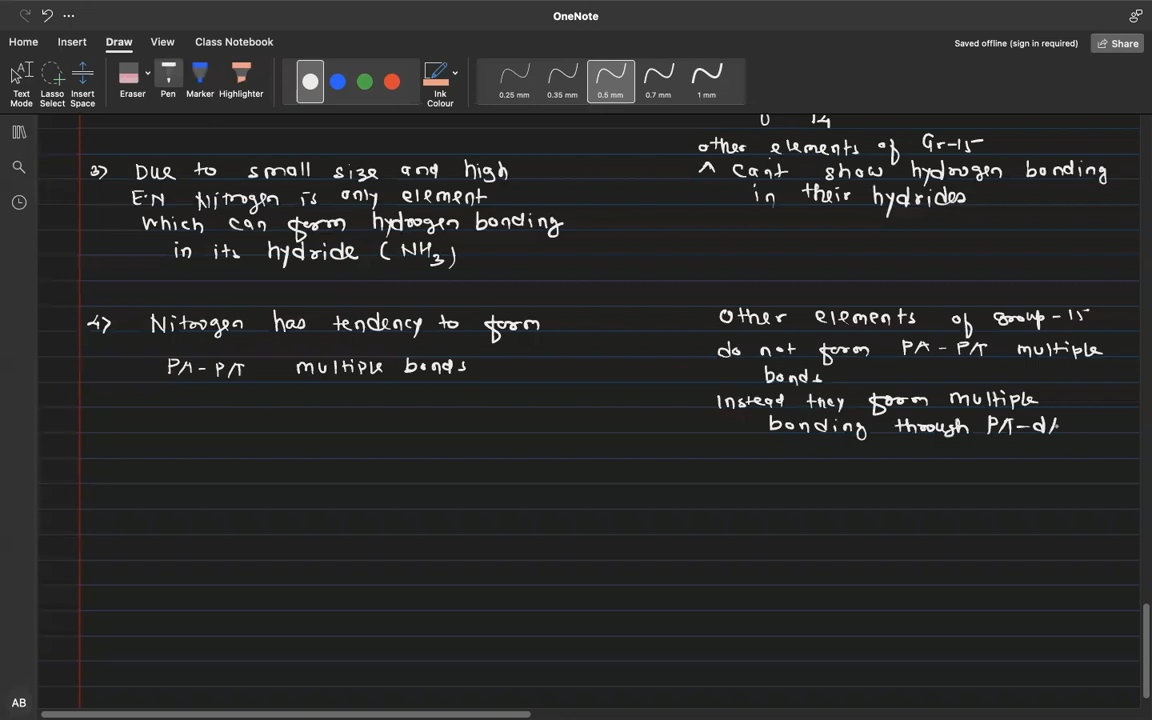 OneNote
Home Insert Draw View Class Notebook
Saved offline (sign in required) Share
Text Mode
Lasso Select
Insert Space
Eraser
Pen
Marker
Highlighter
Ink Colour
0.25 mm
0.35 mm
0.5 mm
0.7 mm
1 mm
3) Due to small size and high
E.N Nitrogen is only element
which can form hydrogen bonding
in its hydride (NH3)
other elements of Gr-15
^ can't show hydrogen bonding
in their hydrides
4) Nitrogen has tendency to form
Pπ-Pπ multiple bonds
Other elements of group-15
do not form Pπ-Pπ multiple
bonds
Instead they form multiple
bonding through Pπ-d
AB